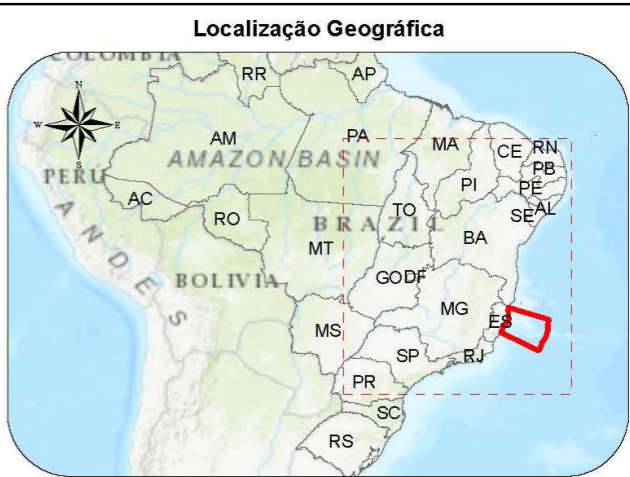 Localização Geográfica
COLOMBIA
RR
AP
N
W
E
S
AM
PA
MA
CE
RN
AMAZON BASIN
PB
PERU
PI
PE
AC
TO
SE
AL
RO
BRAZIL
BA
MT
GO
DF
BOLIVIA
ANDES
MG
ES
MS
SP
RJ
PR
SC
RS